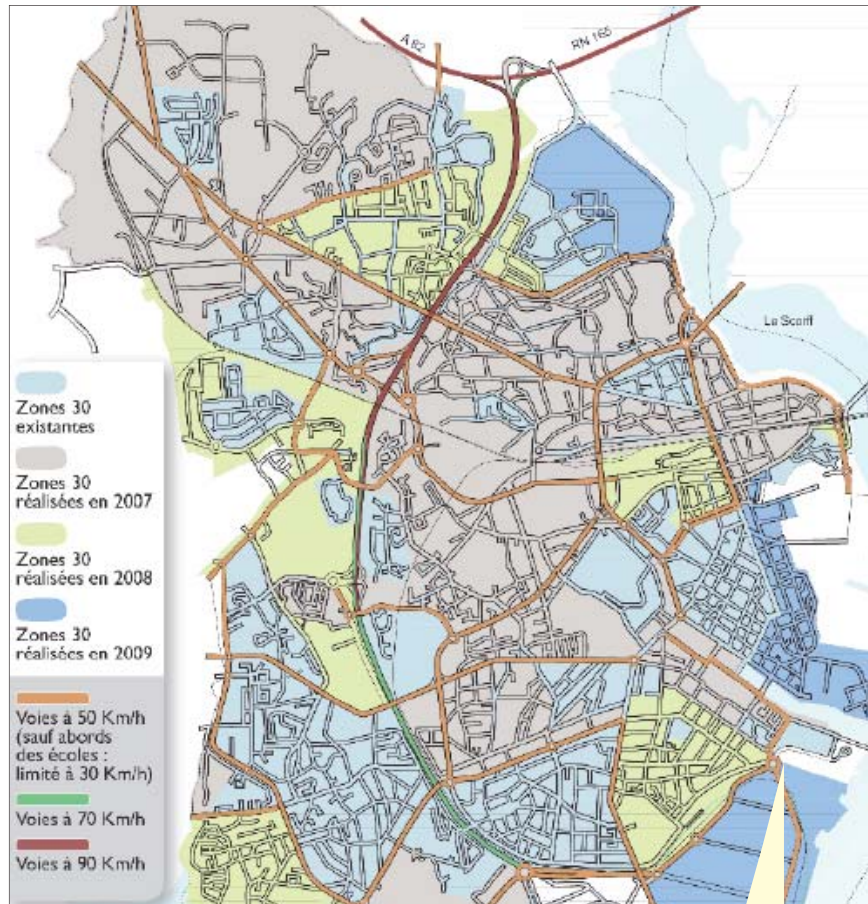 A 82
RN 165
Le Scorff
Zones 30
existantes
Zones 30
réalisées en 2007
Zones 30
réalisées en 2008
Zones 30
réalisées en 2009
Voies à 50 Km/h
(sauf abords
des écoles :
limité à 30 Km/h)
Voies à 70 Km/h
Voies à 90 Km/h